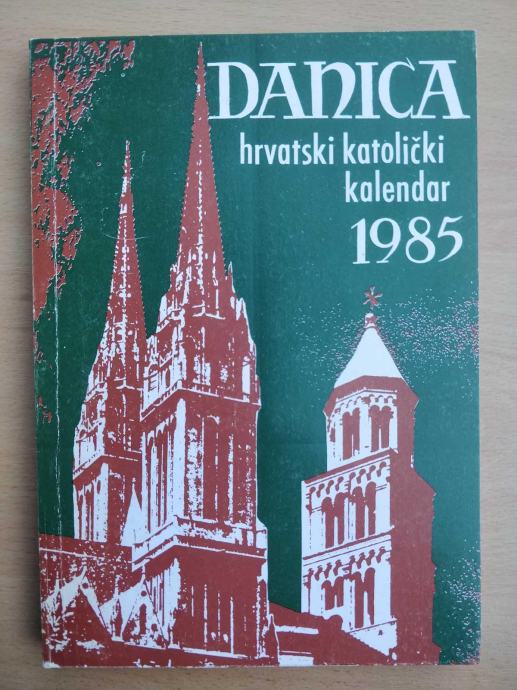 DANICA
hrvatski katolički
kalendar
1985